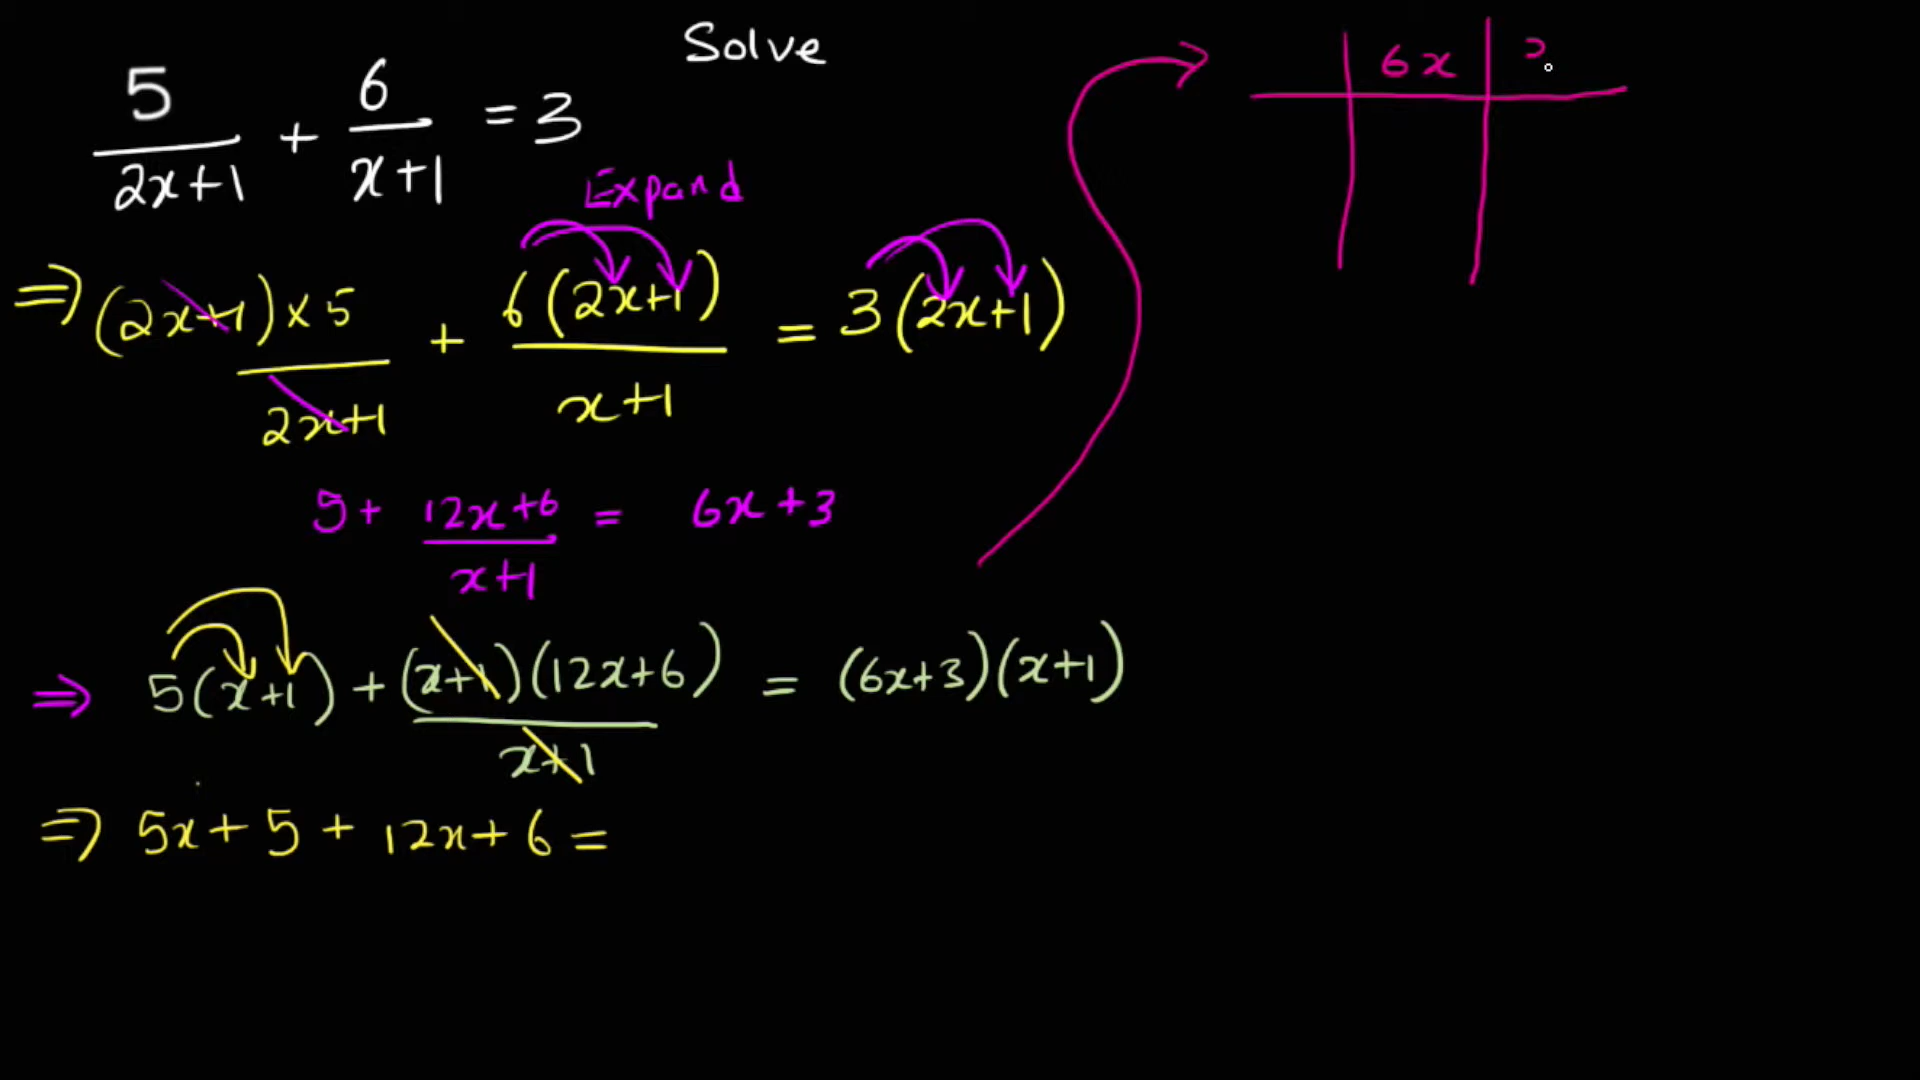 Solve
5/(2x+1) + 6/(x+1) = 3
Expand
⇒ (2x+1)×5/(2x+1) + 6(2x+1)/(x+1) = 3(2x+1)
5 + (12x+6)/(x+1) = 6x+3
⇒ 5(x+1) + (x+1)(12x+6)/(x+1) = (6x+3)(x+1)
⇒ 5x+5+12x+6=
6x